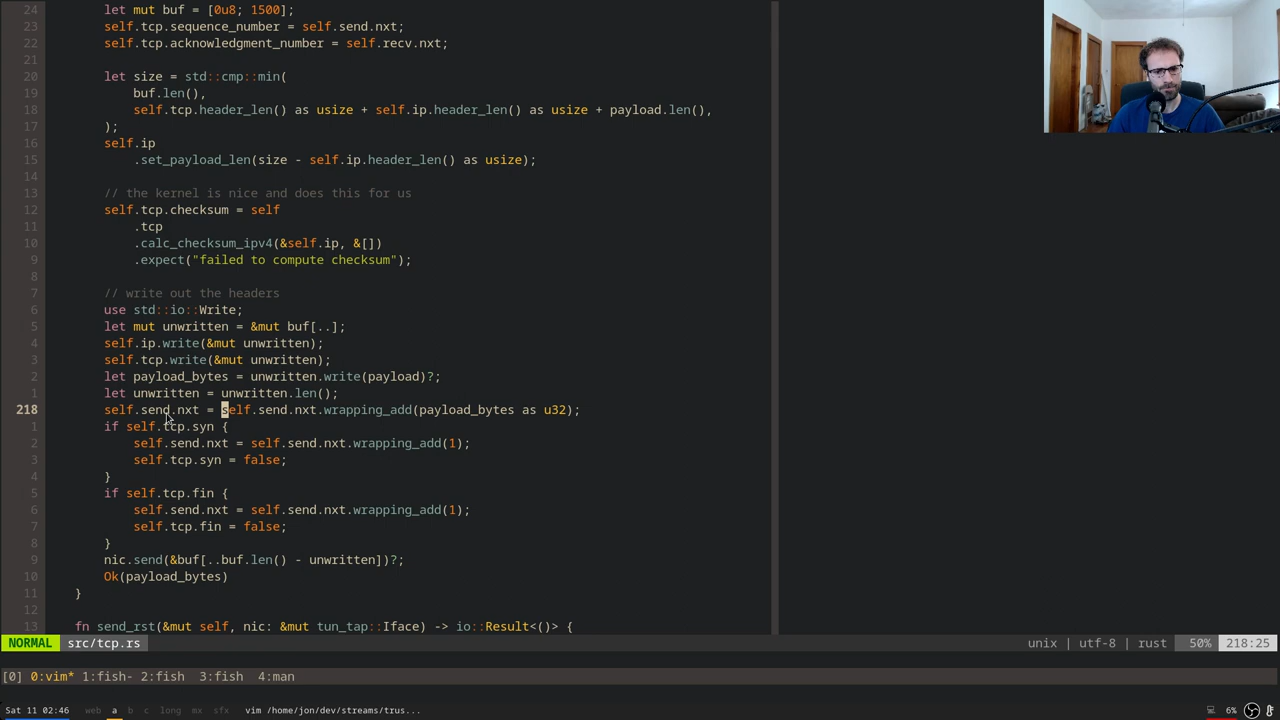 24 let mut buf = [0u8; 1500];
23 self.tcp.sequence_number = self.send.nxt;
22 self.tcp.acknowledgment_number = self.recv.nxt;
21
20 let size = std::cmp::min(
19 buf.len(),
18 self.tcp.header_len() as usize + self.ip.header_len() as usize + payload.len(),
17 );
16 self.ip
15 .set_payload_len(size - self.ip.header_len() as usize);
14
13 // the kernel is nice and does this for us
12 self.tcp.checksum = self
11 .tcp
10 .calc_checksum_ipv4(&self.ip, &[])
9 .expect("failed to compute checksum");
8
7 // write out the headers
6 use std::io::Write;
5 let mut unwritten = &mut buf[..];
4 self.ip.write(&mut unwritten);
3 self.tcp.write(&mut unwritten);
2 let payload_bytes = unwritten.write(payload)?;
1 let unwritten = unwritten.len();
218 self.send.nxt = self.send.nxt.wrapping_add(payload_bytes as u32);
1 if self.tcp.syn {
2 self.send.nxt = self.send.nxt.wrapping_add(1);
3 self.tcp.syn = false;
4 }
5 if self.tcp.fin {
6 self.send.nxt = self.send.nxt.wrapping_add(1);
7 self.tcp.fin = false;
8 }
9 nic.send(&buf[..buf.len() - unwritten])?;
10 Ok(payload_bytes)
11 }
12
13 fn send_rst(&mut self, nic: &mut tun_tap::Iface) -> io::Result<()> {
NORMAL src/tcp.rs unix | utf-8 | rust 50% 218:25
[0] 0:vim* 1:fish- 2:fish 3:fish 4:man
Sat 11 02:46 web a b c long mx sfx vim /home/jon/dev/streams/trus... 6%